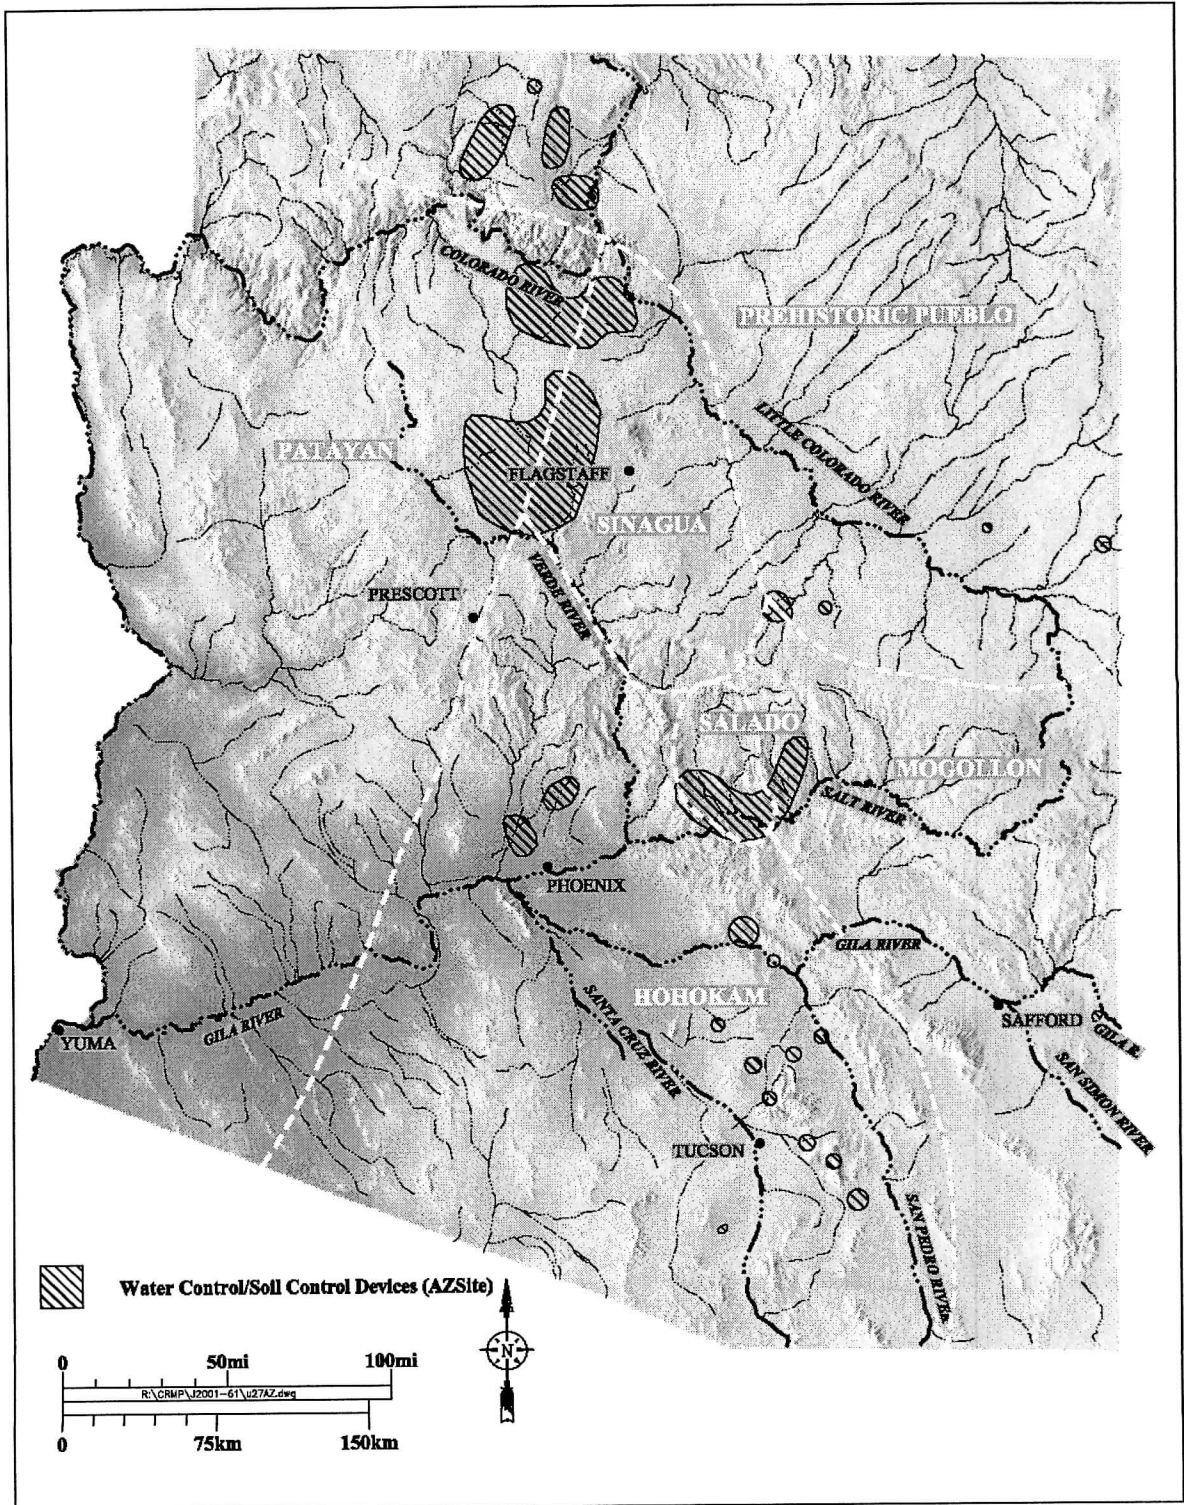 COLORADO RIVER
PREHISTORIC PUEBLO
LITTLE COLORADO RIVER
PATAYAN
FLAGSTAFF
SINAGUA
VERDE RIVER
PRESCOTT
SALADO
MOGOLLON
SALT RIVER
PHOENIX
GILA RIVER
HOHOKAM
SANTA CRUZ RIVER
SAFFORD
GILA R.
GILA RIVER
YUMA
SAN SIMON RIVER
TUCSON
SAN PEDRO RIVER
Water Control/Soil Control Devices (AZSite)
N
0 50mi 100mi
R:\CRMP\J2001-61\u27AZ.dwg
0 75km 150km